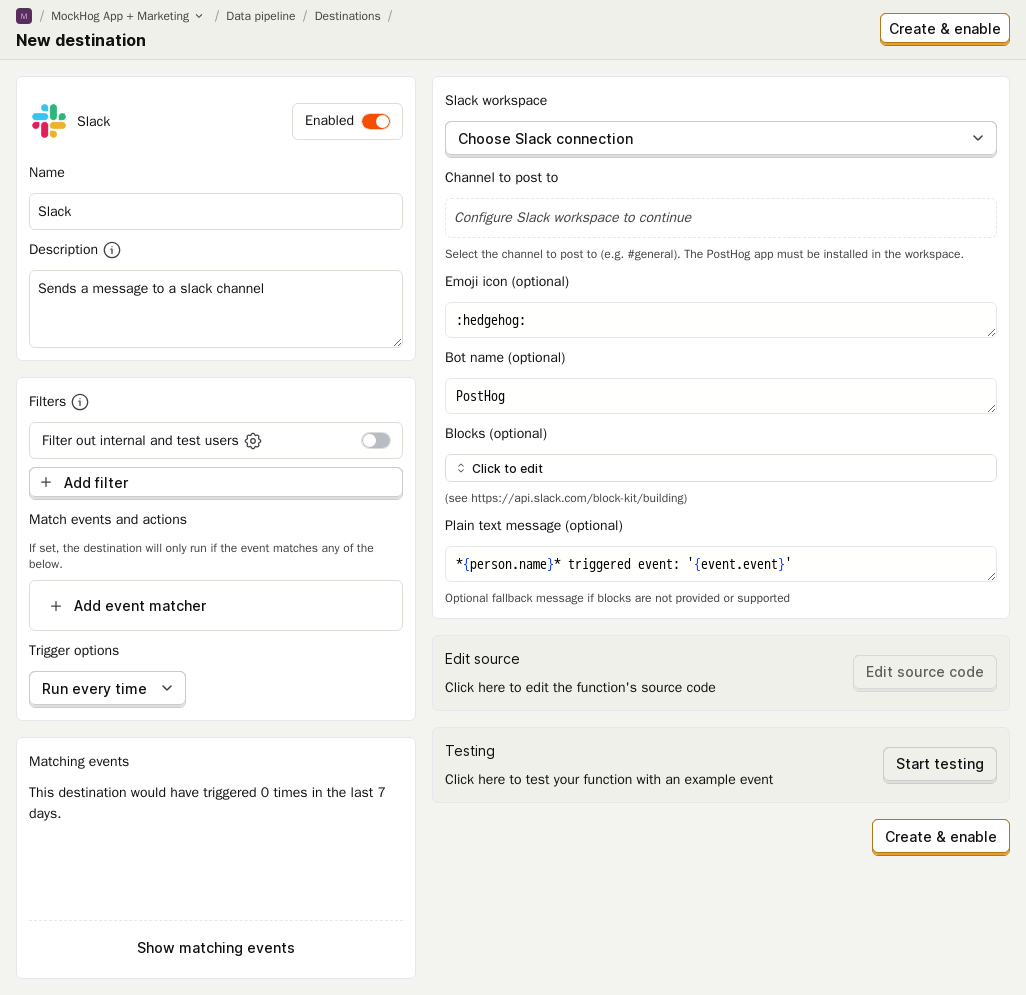 M / MockHog App + Marketing / Data pipeline / Destinations /
New destination
Create & enable
Slack
Enabled
Name
Slack
Description
Sends a message to a slack channel
Filters
Filter out internal and test users
Add filter
Match events and actions
If set, the destination will only run if the event matches any of the
below.
Add event matcher
Trigger options
Run every time
Matching events
This destination would have triggered 0 times in the last 7
days.
Show matching events
Slack workspace
Choose Slack connection
Channel to post to
Configure Slack workspace to continue
Select the channel to post to (e.g. #general). The PostHog app must be installed in the workspace.
Emoji icon (optional)
:hedgehog:
Bot name (optional)
PostHog
Blocks (optional)
Click to edit
(see https://api.slack.com/block-kit/building)
Plain text message (optional)
*{person.name}* triggered event: '{event.event}'
Optional fallback message if blocks are not provided or supported
Edit source
Click here to edit the function's source code
Edit source code
Testing
Click here to test your function with an example event
Start testing
Create & enable